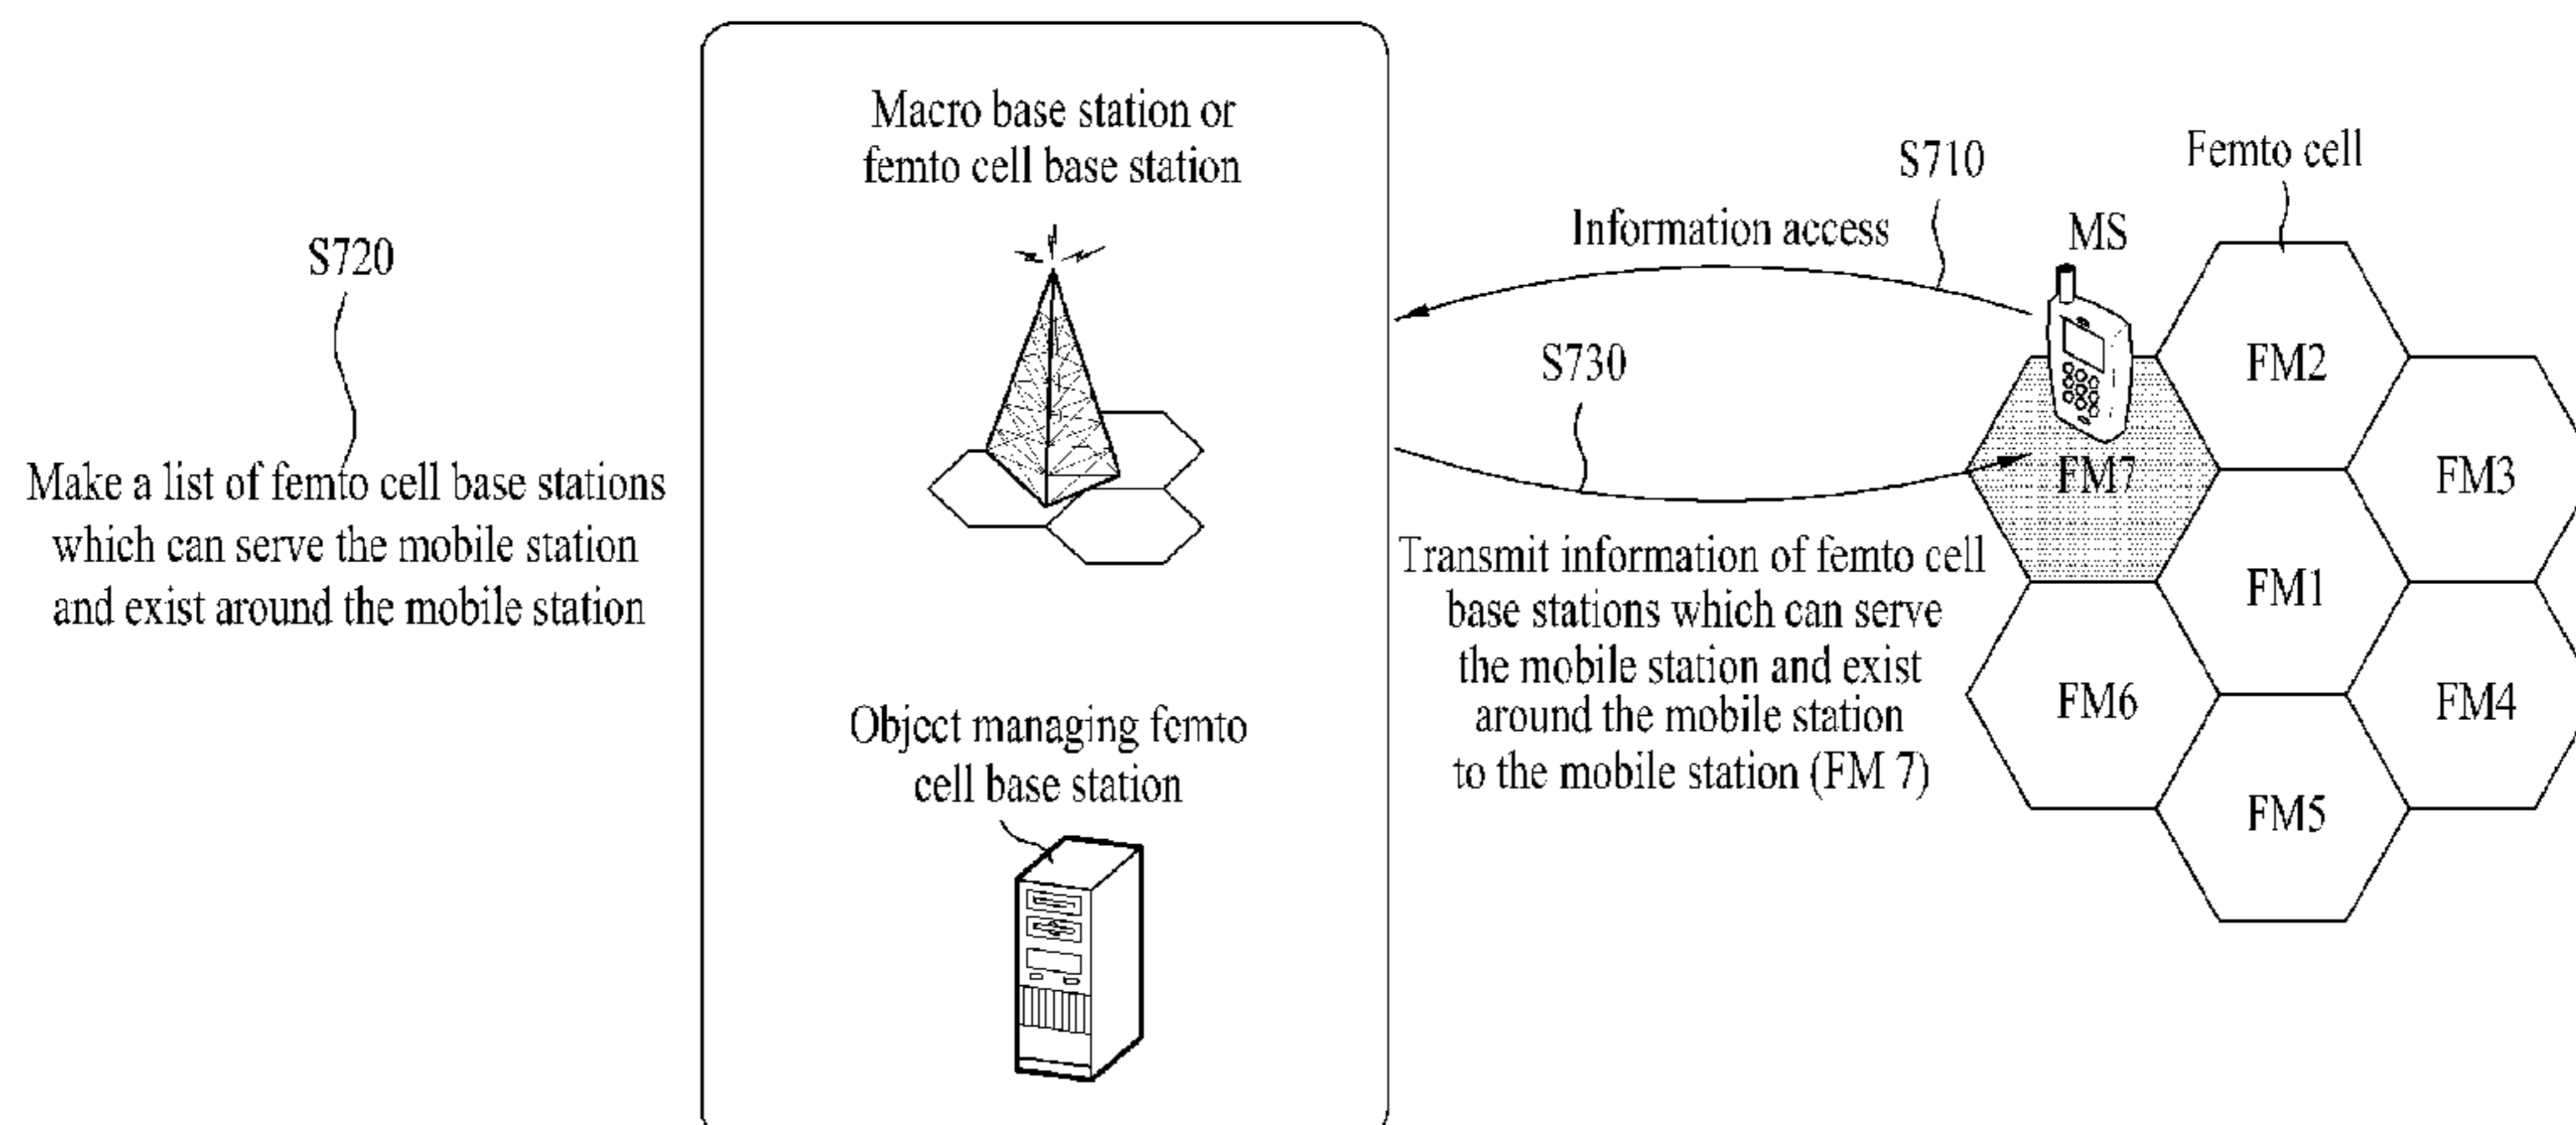 S720
Make a list of femto cell base stations
which can serve the mobile station
and exist around the mobile station
Macro base station or
femto cell base station
Object managing femto
cell base station
S710
Information access
S730
Transmit information of femto cell
base stations which can serve
the mobile station and exist
around the mobile station
to the mobile station (FM 7)
Femto cell
MS
FM2
FM7
FM3
FM1
FM6
FM4
FM5